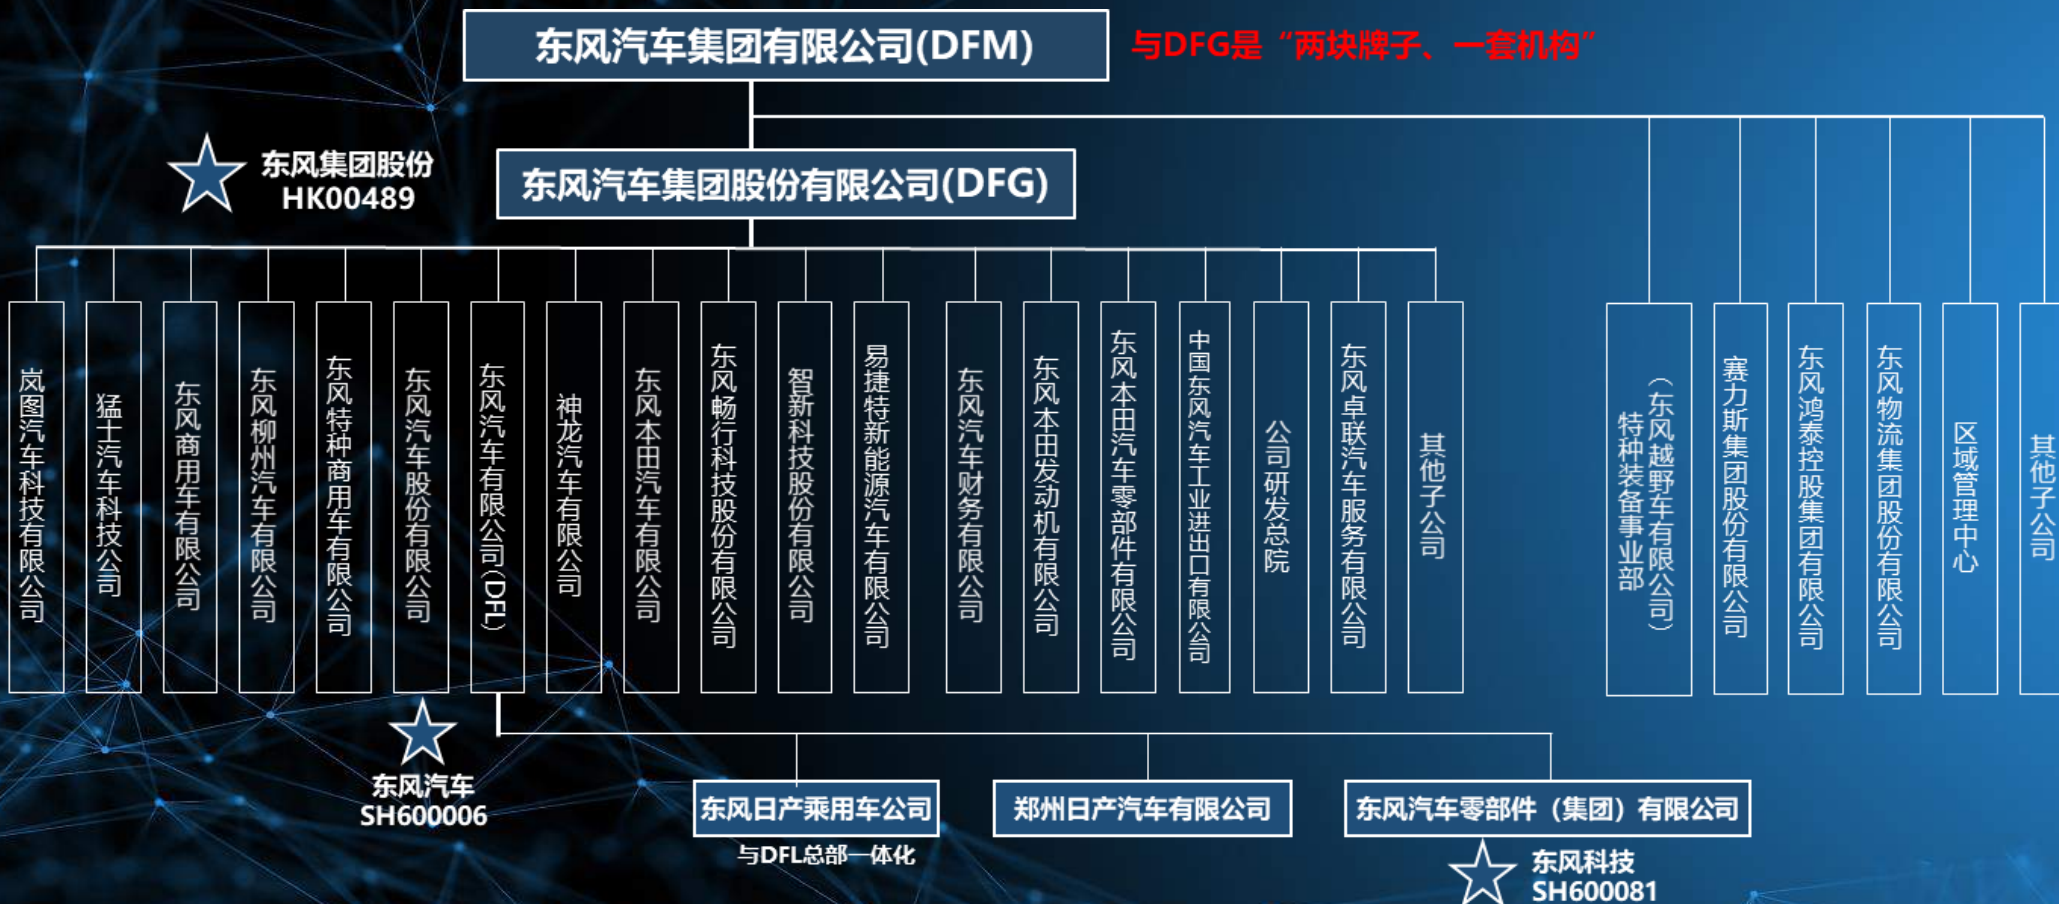 东风汽车集团有限公司(DFM)
与DFG是“两块牌子、一套机构”
东风集团股份
HK00489
东风汽车集团股份有限公司(DFG)
岚图汽车科技有限公司
猛士汽车科技公司
东风商用车有限公司
东风柳州汽车有限公司
东风特种商用车有限公司
东风汽车股份有限公司
东风汽车有限公司(DFL)
神龙汽车有限公司
东风本田汽车有限公司
东风畅行科技股份有限公司
智新科技股份有限公司
易捷特新能源汽车有限公司
东风汽车财务有限公司
东风本田发动机有限公司
东风本田汽车零部件有限公司
中国东风汽车工业进出口有限公司
公司研发总院
东风卓联汽车服务有限公司
其他子公司
（东风越野车有限公司）
特种装备事业部
赛力斯集团股份有限公司
东风鸿泰控股集团有限公司
东风物流集团股份有限公司
区域管理中心
其他子公司
东风汽车
SH600006
东风日产乘用车公司
与DFL总部一体化
郑州日产汽车有限公司
东风汽车零部件（集团）有限公司
东风科技
SH600081